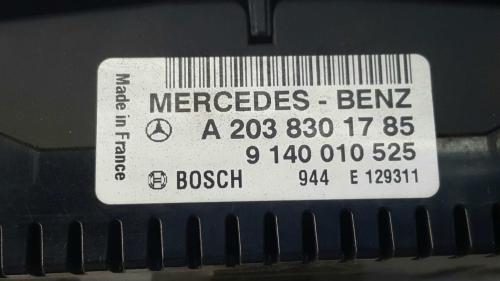 Made in France
MERCEDES - BENZ
A 203 830 17 85
9 140 010 525
BOSCH 944 E 129311